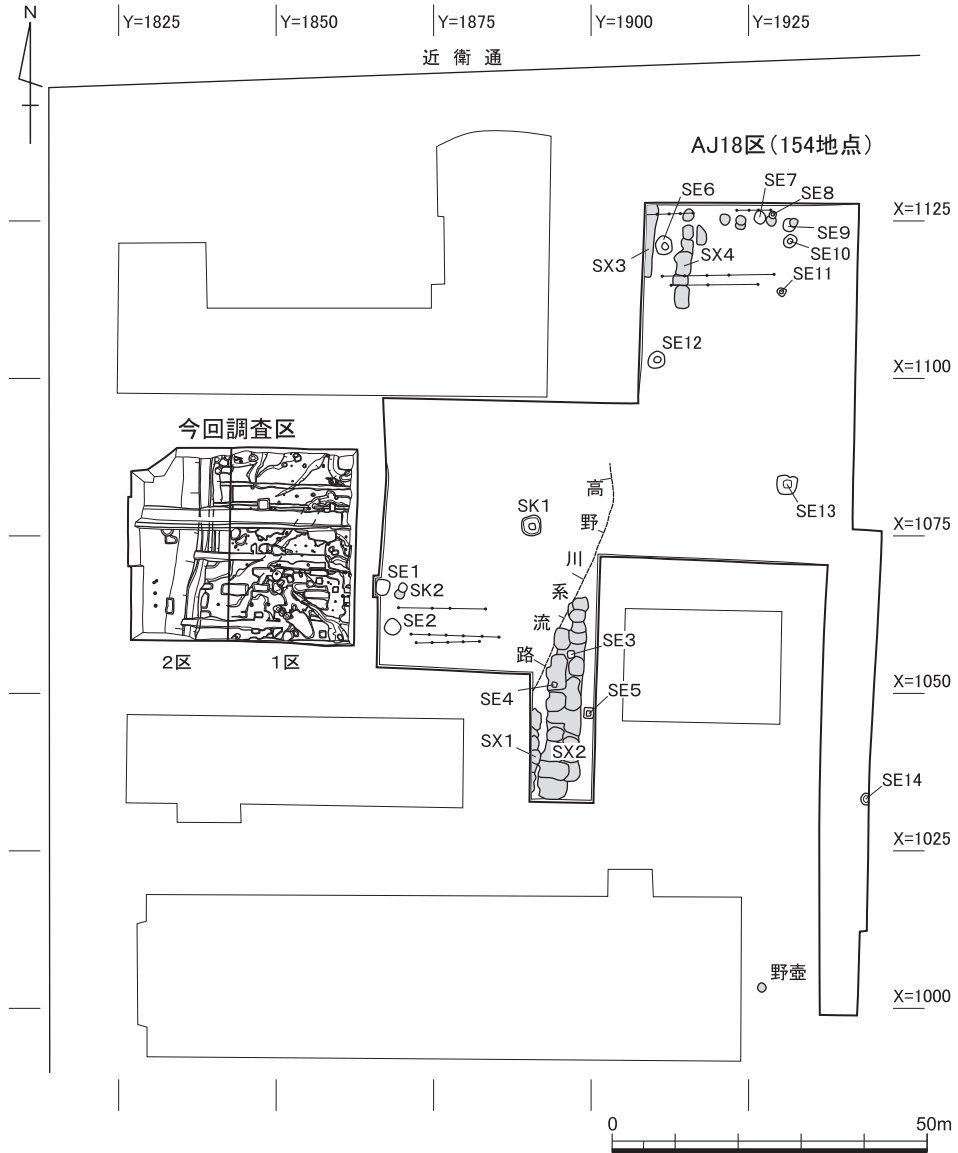 N
Y=1825
Y=1850
Y=1875
Y=1900
Y=1925
近衛通
AJ18区(154地点)
SE7
SE6
SE8
X=1125
SE9
SE10
SX4
SX3
SE11
SE12
X=1100
今回調査区
高野川系流路
SK1
SE13
X=1075
SE1
SK2
SE2
SE3
2区
1区
SE4
SE5
X=1050
SX1
SX2
SE14
X=1025
野壺
X=1000
0
50m